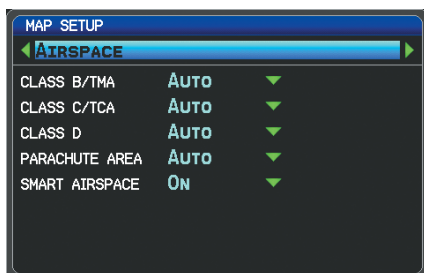 MAP SETUP
AIRSPACE
CLASS B/TMA AUTO
CLASS C/TCA AUTO
CLASS D AUTO
PARACHUTE AREA AUTO
SMART AIRSPACE ON